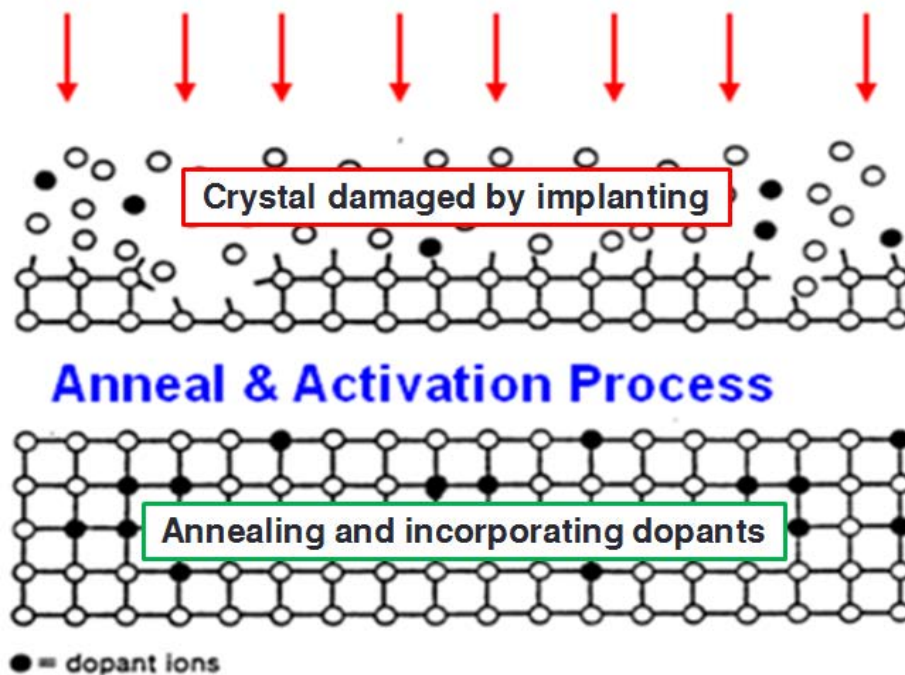 Crystal damaged by implanting
Anneal & Activation Process
Annealing and incorporating dopants
● = dopant ions